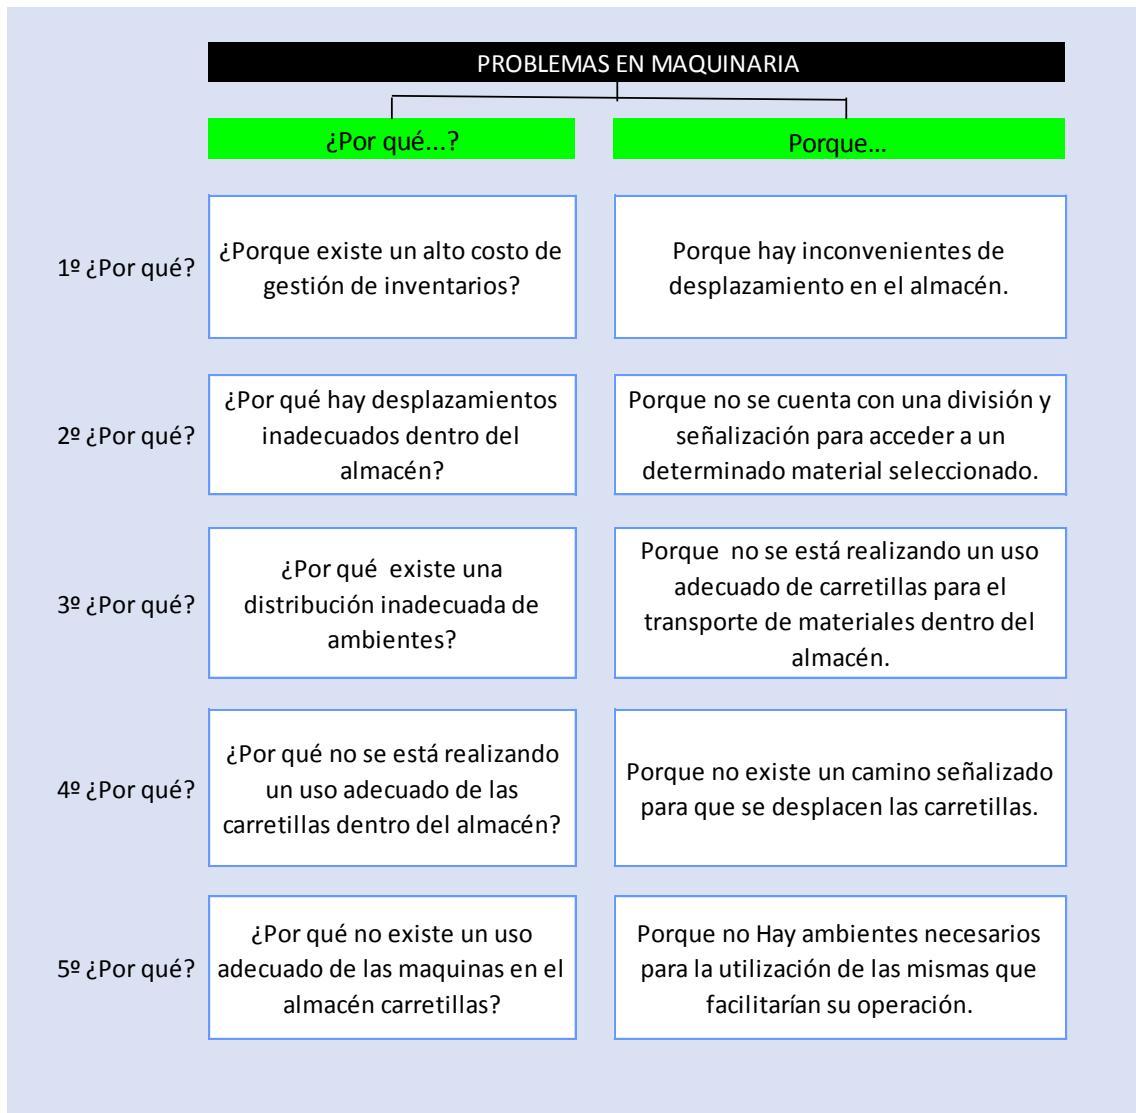 PROBLEMAS EN MAQUINARIA
¿Por qué...?
Porque...
1º ¿Por qué?
¿Porque existe un alto costo de
gestión de inventarios?
Porque hay inconvenientes de
desplazamiento en el almacén.
2º ¿Por qué?
¿Por qué hay desplazamientos
inadecuados dentro del
almacén?
Porque no se cuenta con una división y
señalización para acceder a un
determinado material seleccionado.
3º ¿Por qué?
¿Por qué  existe una
distribución inadecuada de
ambientes?
Porque  no se está realizando un uso
adecuado de carretillas para el
transporte de materiales dentro del
almacén.
4º ¿Por qué?
¿Por qué no se está realizando
un uso adecuado de las
carretillas dentro del almacén?
Porque no existe un camino señalizado
para que se desplacen las carretillas.
5º ¿Por qué?
¿Por qué no existe un uso
adecuado de las maquinas en el
almacén carretillas?
Porque no Hay ambientes necesarios
para la utilización de las mismas que
facilitarían su operación.